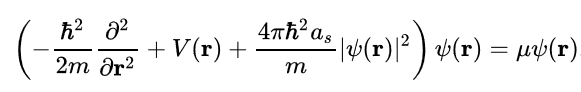 $$\left(-\frac{\hbar^2}{2m}\frac{\partial^2}{\partial \mathbf{r}^2} + V(\mathbf{r}) + \frac{4\pi\hbar^2 a_s}{m}|\psi(\mathbf{r})|^2\right)\psi(\mathbf{r}) = \mu\psi(\mathbf{r})$$